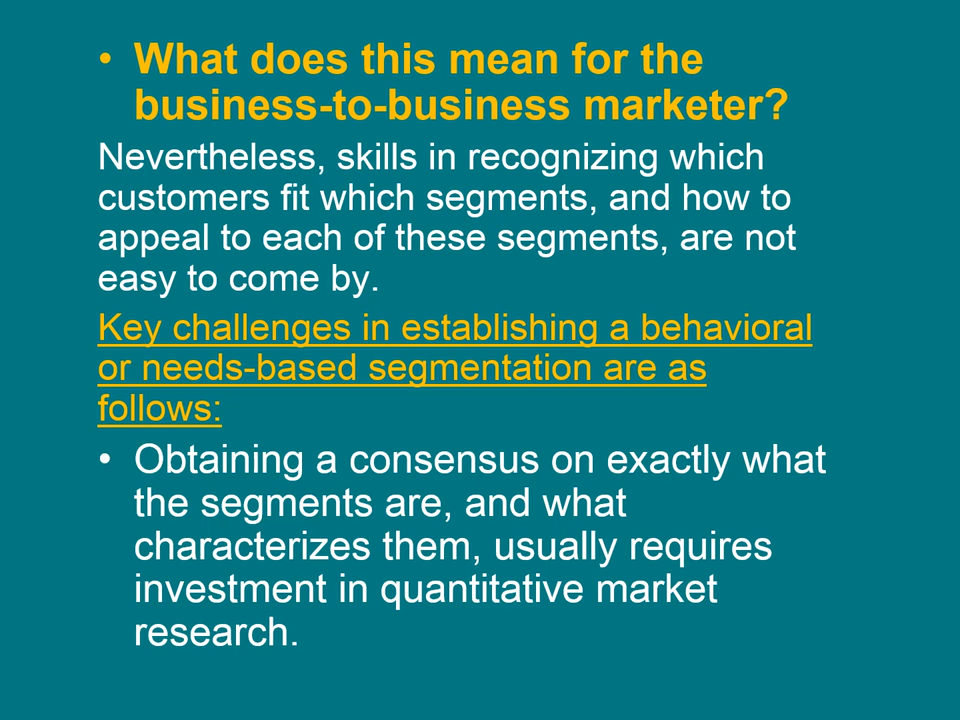 • What does this mean for the
business-to-business marketer?
Nevertheless, skills in recognizing which
customers fit which segments, and how to
appeal to each of these segments, are not
easy to come by.
Key challenges in establishing a behavioral
or needs-based segmentation are as
follows:
• Obtaining a consensus on exactly what
the segments are, and what
characterizes them, usually requires
investment in quantitative market
research.